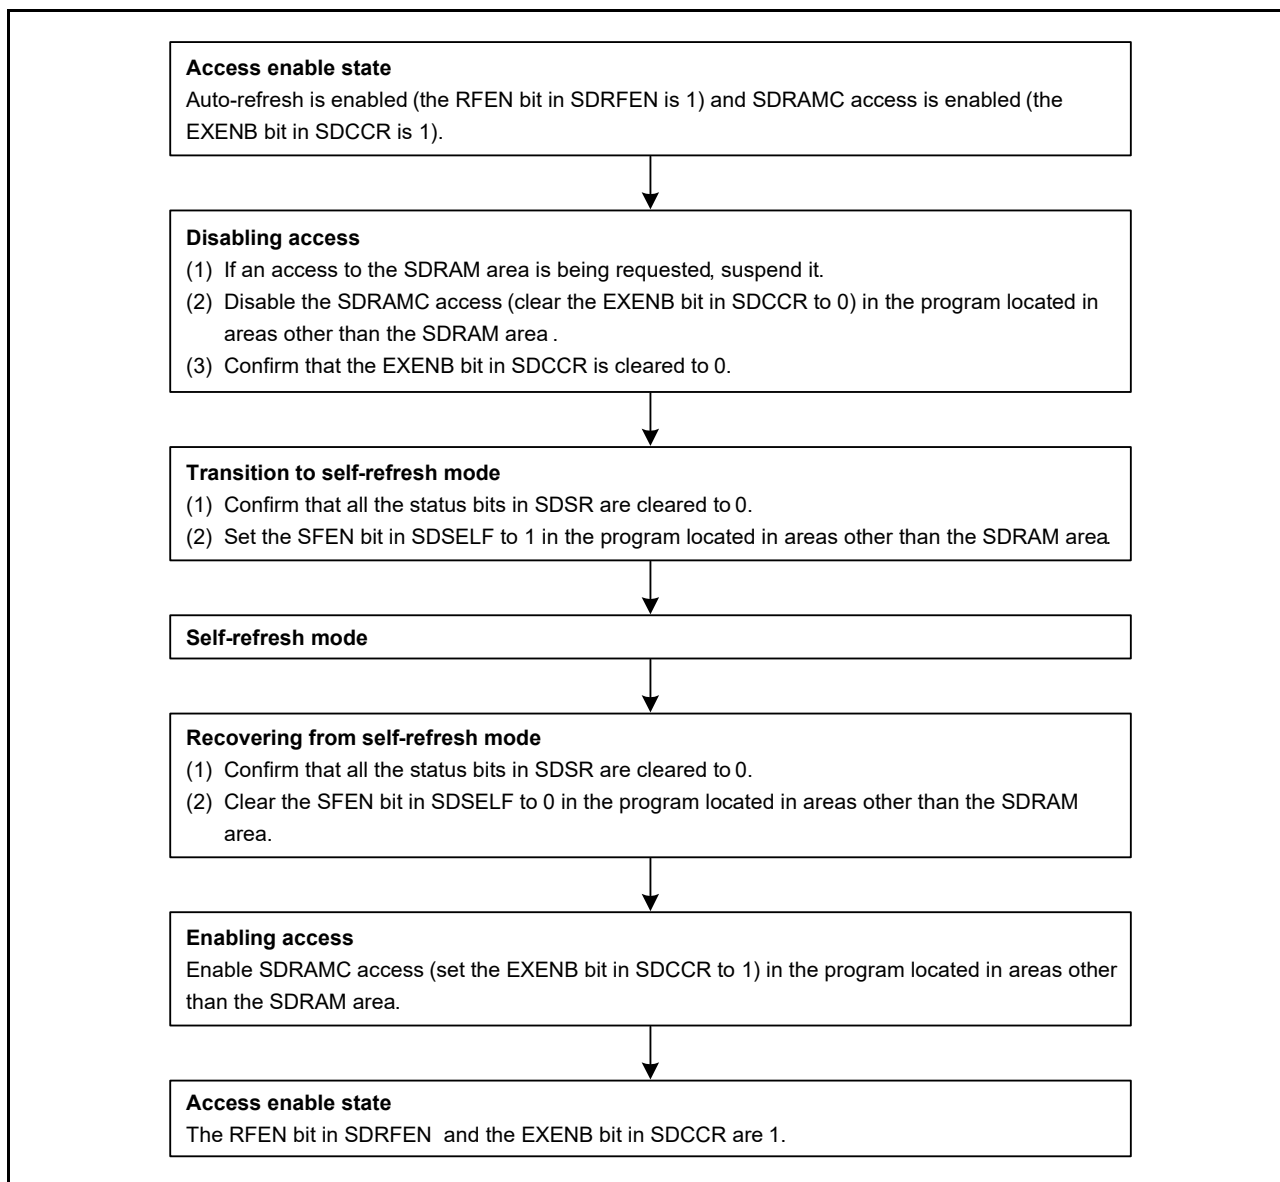 Access enable state
Auto-refresh is enabled (the RFEN bit in SDRFEN is 1) and SDRAMC access is enabled (the
EXENB bit in SDCCR is 1).
Disabling access
(1) If an access to the SDRAM area is being requested, suspend it.
(2) Disable the SDRAMC access (clear the EXENB bit in SDCCR to 0) in the program located in
areas other than the SDRAM area .
(3) Confirm that the EXENB bit in SDCCR is cleared to 0.
Transition to self-refresh mode
(1) Confirm that all the status bits in SDSR are cleared to 0.
(2) Set the SFEN bit in SDSELF to 1 in the program located in areas other than the SDRAM area.
Self-refresh mode
Recovering from self-refresh mode
(1) Confirm that all the status bits in SDSR are cleared to 0.
(2) Clear the SFEN bit in SDSELF to 0 in the program located in areas other than the SDRAM
area.
Enabling access
Enable SDRAMC access (set the EXENB bit in SDCCR to 1) in the program located in areas other
than the SDRAM area.
Access enable state
The RFEN bit in SDRFEN and the EXENB bit in SDCCR are 1.